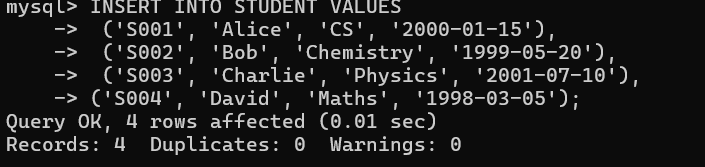 mysql> INSERT INTO STUDENT VALUES
    ->  ('S001', 'Alice', 'CS', '2000-01-15'),
    ->  ('S002', 'Bob', 'Chemistry', '1999-05-20'),
    ->  ('S003', 'Charlie', 'Physics', '2001-07-10'),
    -> ('S004', 'David', 'Maths', '1998-03-05');
Query OK, 4 rows affected (0.01 sec)
Records: 4  Duplicates: 0  Warnings: 0